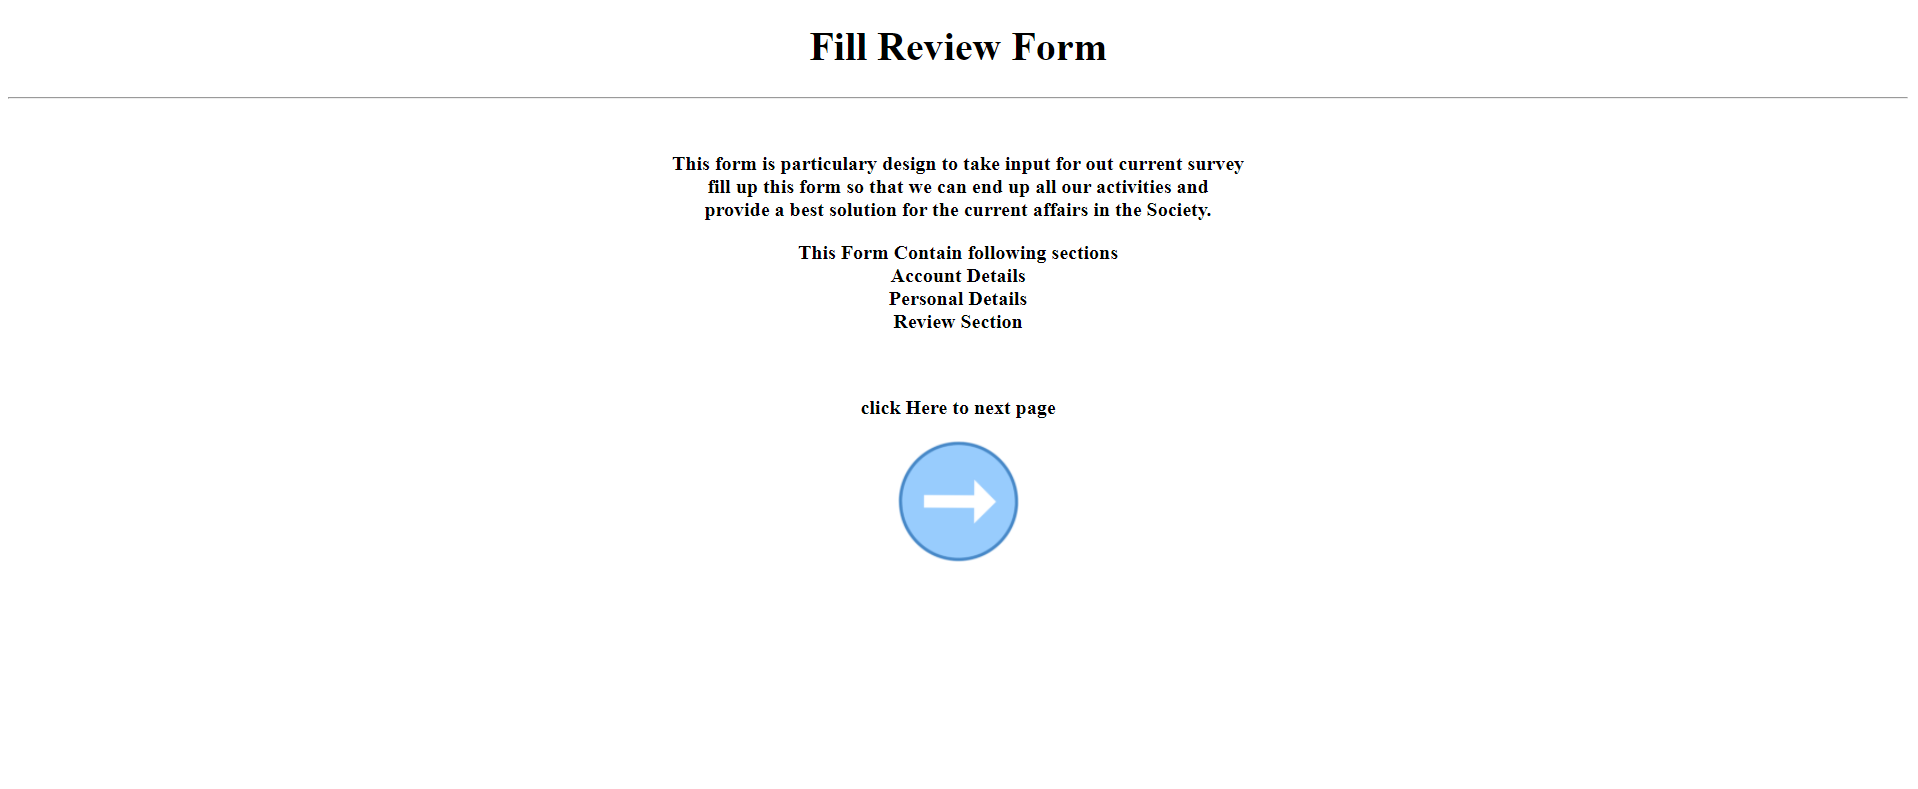 Fill Review Form
This form is particulary design to take input for out current survey
fill up this form so that we can end up all our activities and
provide a best solution for the current affairs in the Society.
This Form Contain following sections
Account Details
Personal Details
Review Section
click Here to next page